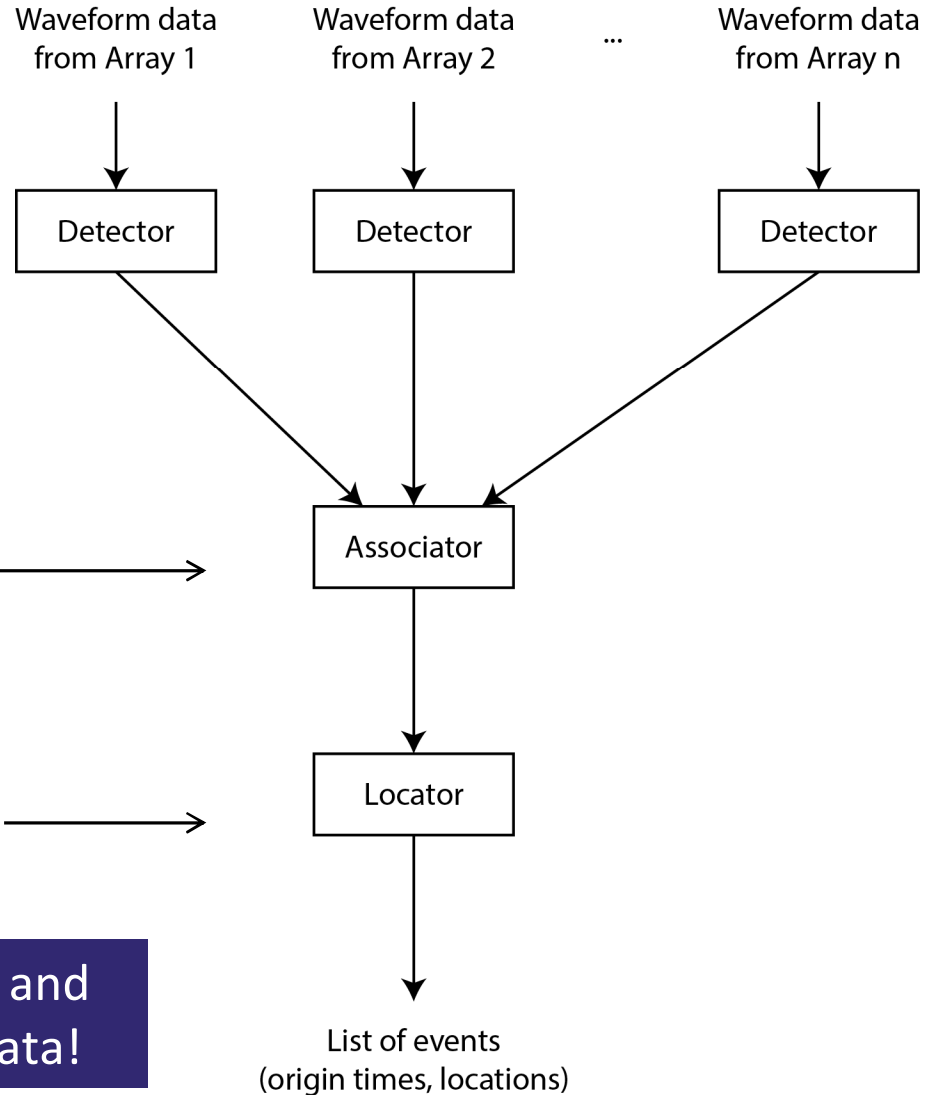 Waveform data
from Array 1
Waveform data
from Array 2
...
Waveform data
from Array n
Detector
Detector
Detector
Associator
Locator
and
ata!
List of events
(origin times, locations)